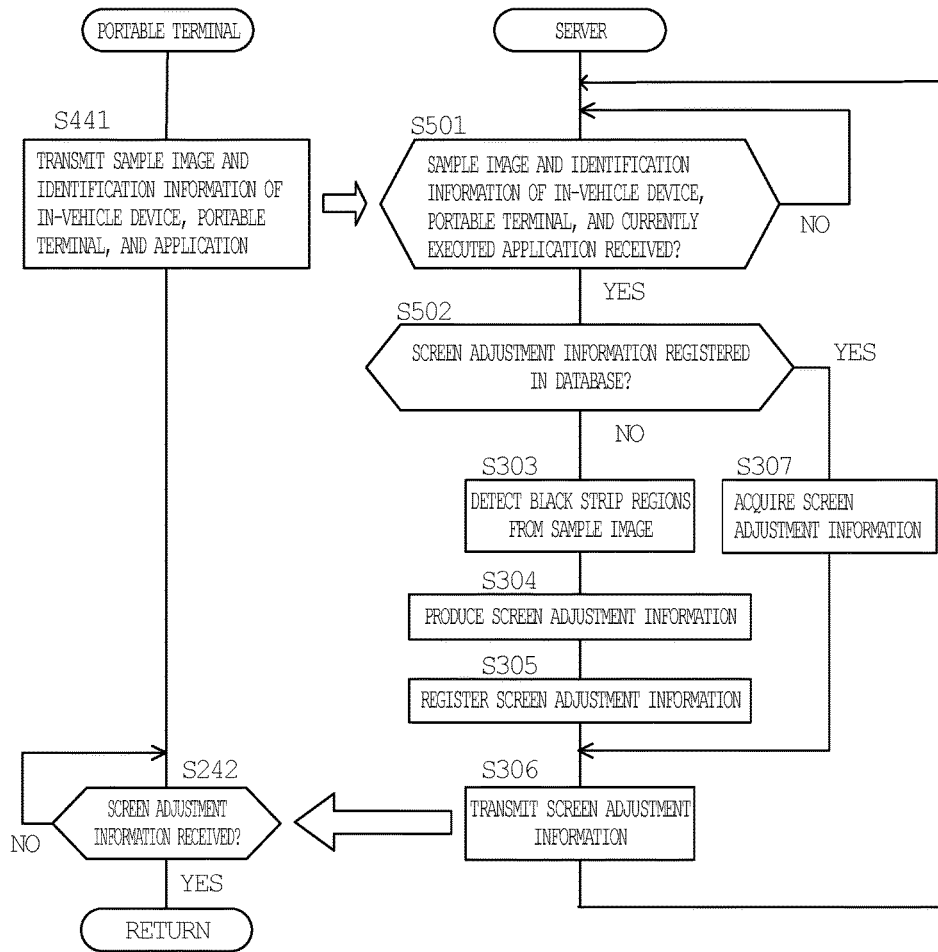 PORTABLE TERMINAL
SERVER
S441
TRANSMIT SAMPLE IMAGE AND
IDENTIFICATION INFORMATION OF
IN-VEHICLE DEVICE, PORTABLE
TERMINAL, AND APPLICATION
S501
SAMPLE IMAGE AND IDENTIFICATION
INFORMATION OF IN-VEHICLE DEVICE,
PORTABLE TERMINAL, AND CURRENTLY
EXECUTED APPLICATION RECEIVED?
NO
YES
S502
SCREEN ADJUSTMENT INFORMATION REGISTERED
IN DATABASE?
YES
NO
S303
DETECT BLACK STRIP REGIONS
FROM SAMPLE IMAGE
S307
ACQUIRE SCREEN
ADJUSTMENT INFORMATION
S304
PRODUCE SCREEN ADJUSTMENT INFORMATION
S305
REGISTER SCREEN ADJUSTMENT INFORMATION
S306
TRANSMIT SCREEN ADJUSTMENT
INFORMATION
S242
SCREEN ADJUSTMENT
INFORMATION RECEIVED?
NO
YES
RETURN